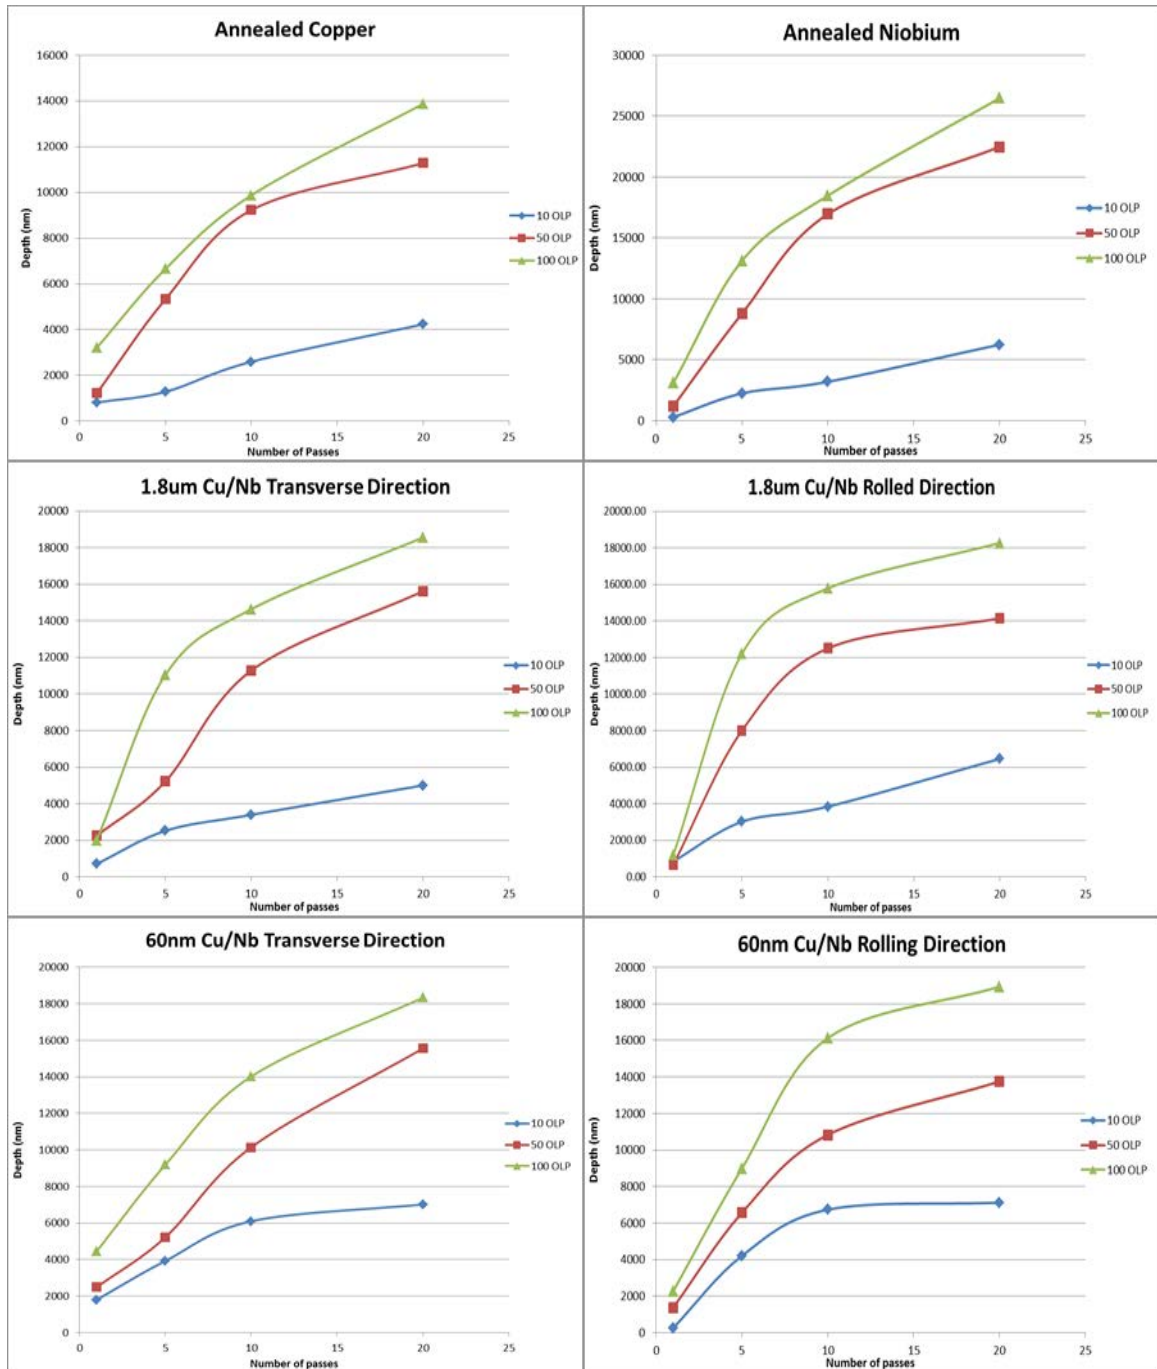 Annealed Copper
16000
14000
12000
10000
8000
6000
4000
2000
0
0 5 10 15 20 25
Depth (nm)
Number of Passes
10 OLP
50 OLP
100 OLP
Annealed Niobium
30000
25000
20000
15000
10000
5000
0
0 5 10 15 20 25
Depth (nm)
Number of passes
10 OLP
50 OLP
100 OLP
1.8um Cu/Nb Transverse Direction
20000
18000
16000
14000
12000
10000
8000
6000
4000
2000
0
0 5 10 15 20 25
Depth (nm)
Number of passes
10 OLP
50 OLP
100 OLP
1.8um Cu/Nb Rolled Direction
20000.00
18000.00
16000.00
14000.00
12000.00
10000.00
8000.00
6000.00
4000.00
2000.00
0.00
0 5 10 15 20 25
Depth (nm)
Number of passes
10 OLP
50 OLP
100 OLP
60nm Cu/Nb Transverse Direction
20000
18000
16000
14000
12000
10000
8000
6000
4000
2000
0
0 5 10 15 20 25
Depth (nm)
Number of passes
10 OLP
50 OLP
100 OLP
60nm Cu/Nb Rolling Direction
20000
18000
16000
14000
12000
10000
8000
6000
4000
2000
0
0 5 10 15 20 25
Depth (nm)
Number of passes
10 OLP
50 OLP
100 OLP